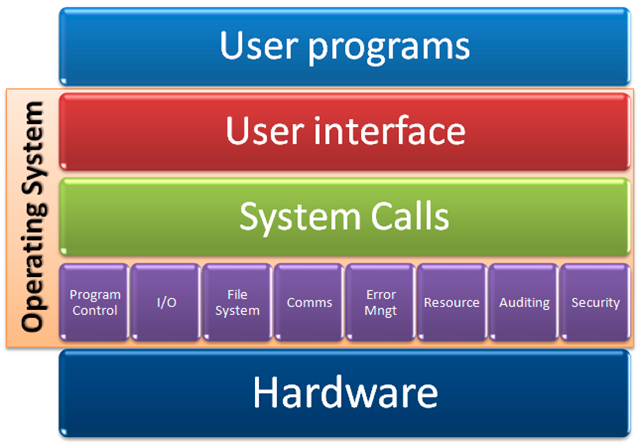 User programs
Operating System
User interface
System Calls
Program
Control
I/O
File
System
Comms
Error
Mngt
Resource
Auditing
Security
Hardware